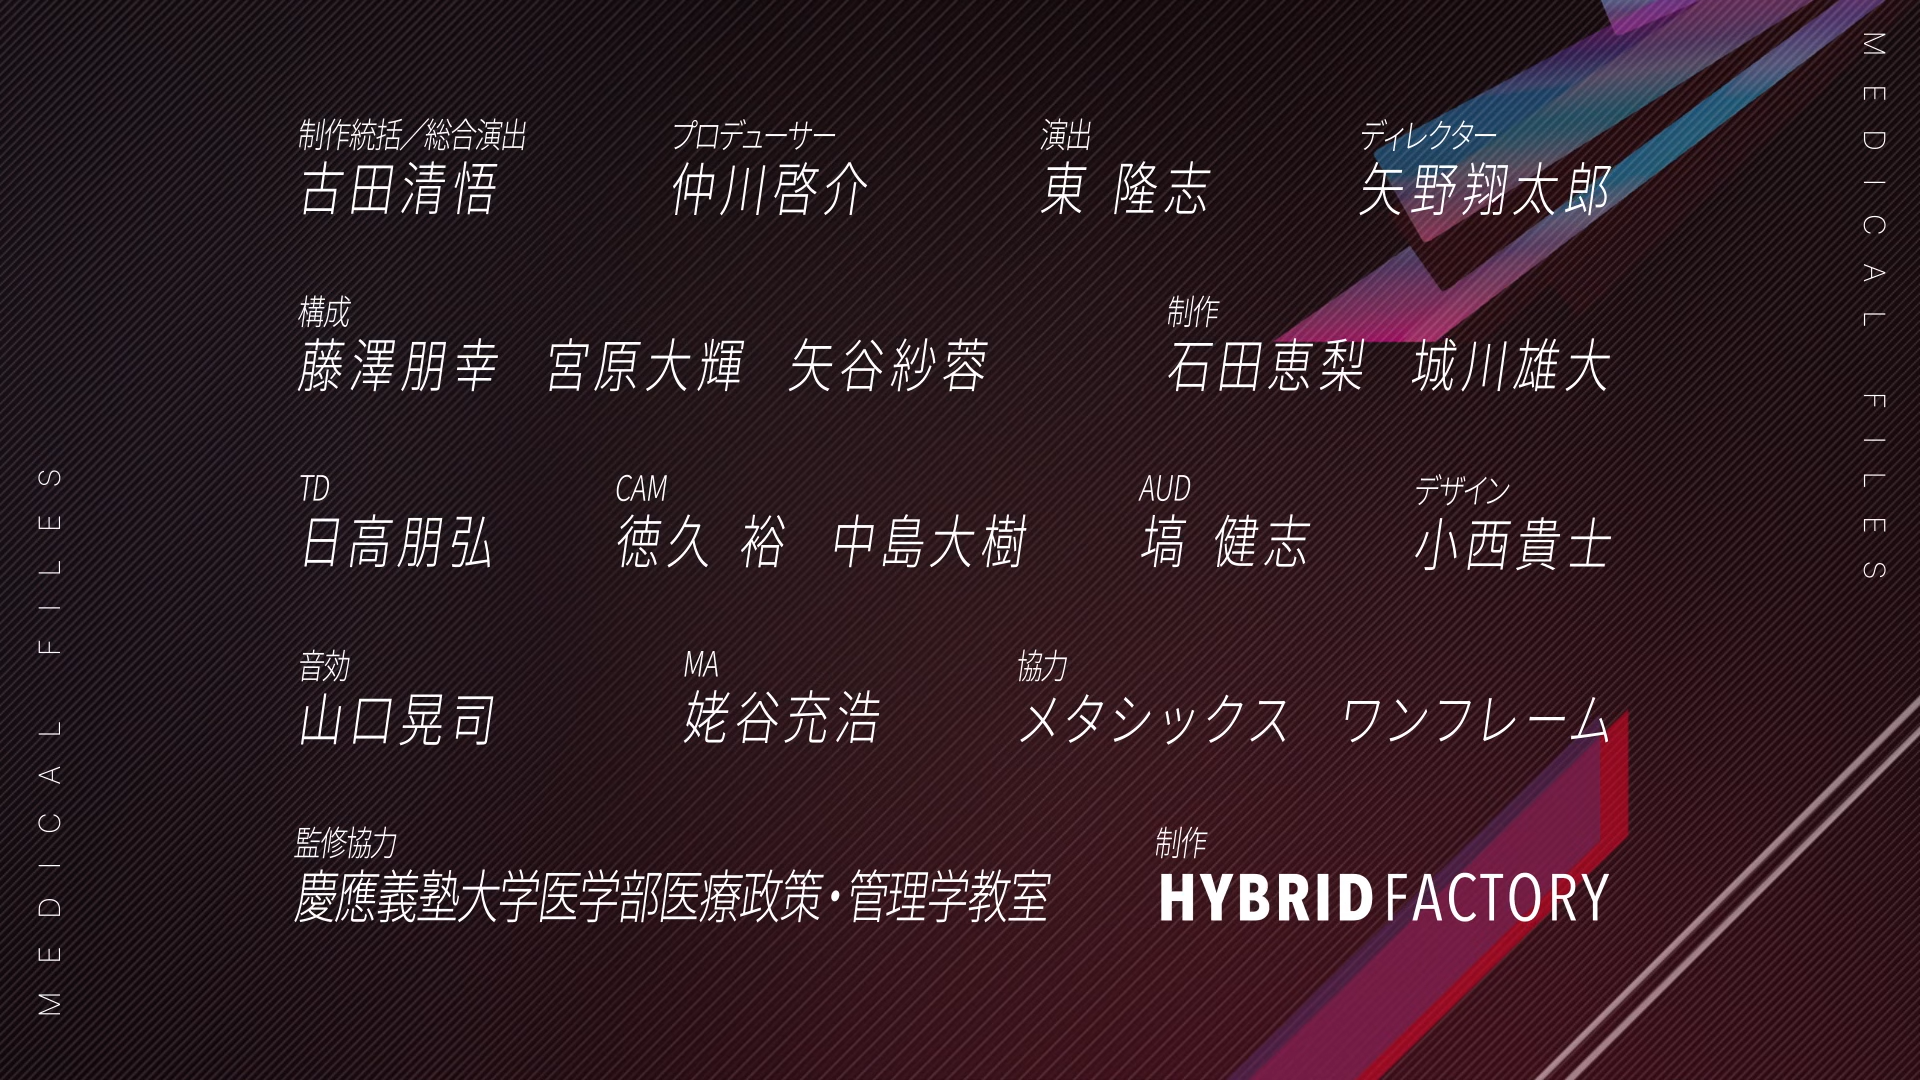 制作統括／総合演出 プロデューサー 演出 ディレクター
古田清悟 仲川啓介 東 隆志 矢野翔太郎
構成 制作
藤澤朋幸 宮原大輝 矢谷紗蓉 石田恵梨 城川雄大
TD CAM AUD デザイン
日高朋弘 徳久 裕 中島大樹 塙 健志 小西貴士
音効 MA 協力
山口晃司 姥谷充浩 メタシックス ワンフレーム
監修協力 制作
慶應義塾大学医学部医療政策・管理学教室 HYBRID FACTORY
MEDICAL FILES
MEDICAL FILES